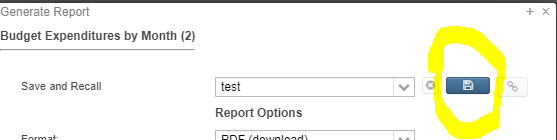 Generate Report
Budget Expenditures by Month (2)
Save and Recall test
Report Options
Format: PDF (download)